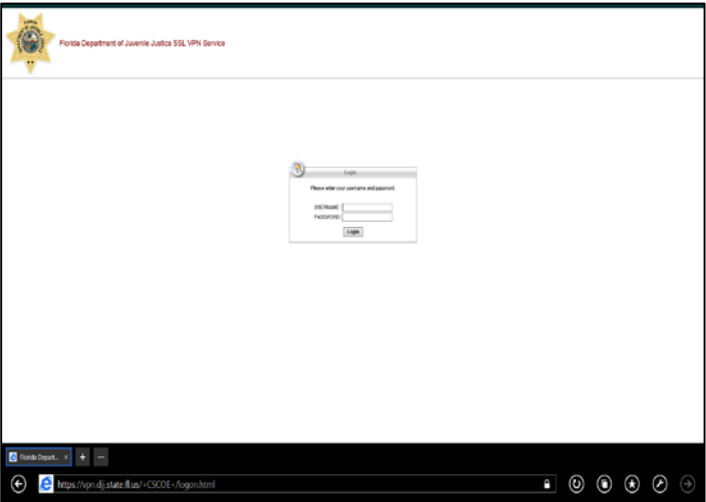 Florida Department of Juvenile Justice SSL VPN Service
Login
Please enter your username and password.
USERNAME:
PASSWORD:
Login
Florida Depart...
https://vpn.djj.state.fl.us/+CSCOE+/logon.html